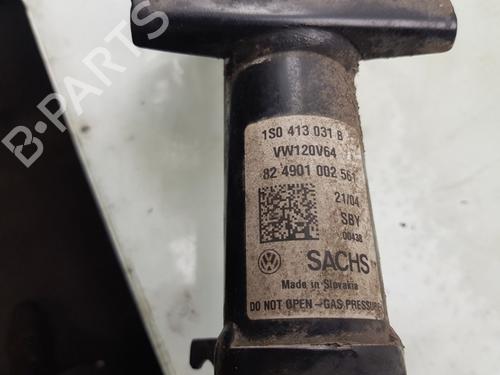 B-PARTS
1S0 413 031 B
VW120V64
82 4901 002 561
21/04
SBY
00438
SACHS
Made in Slovakia
DO NOT OPEN-GAS PRESSURE